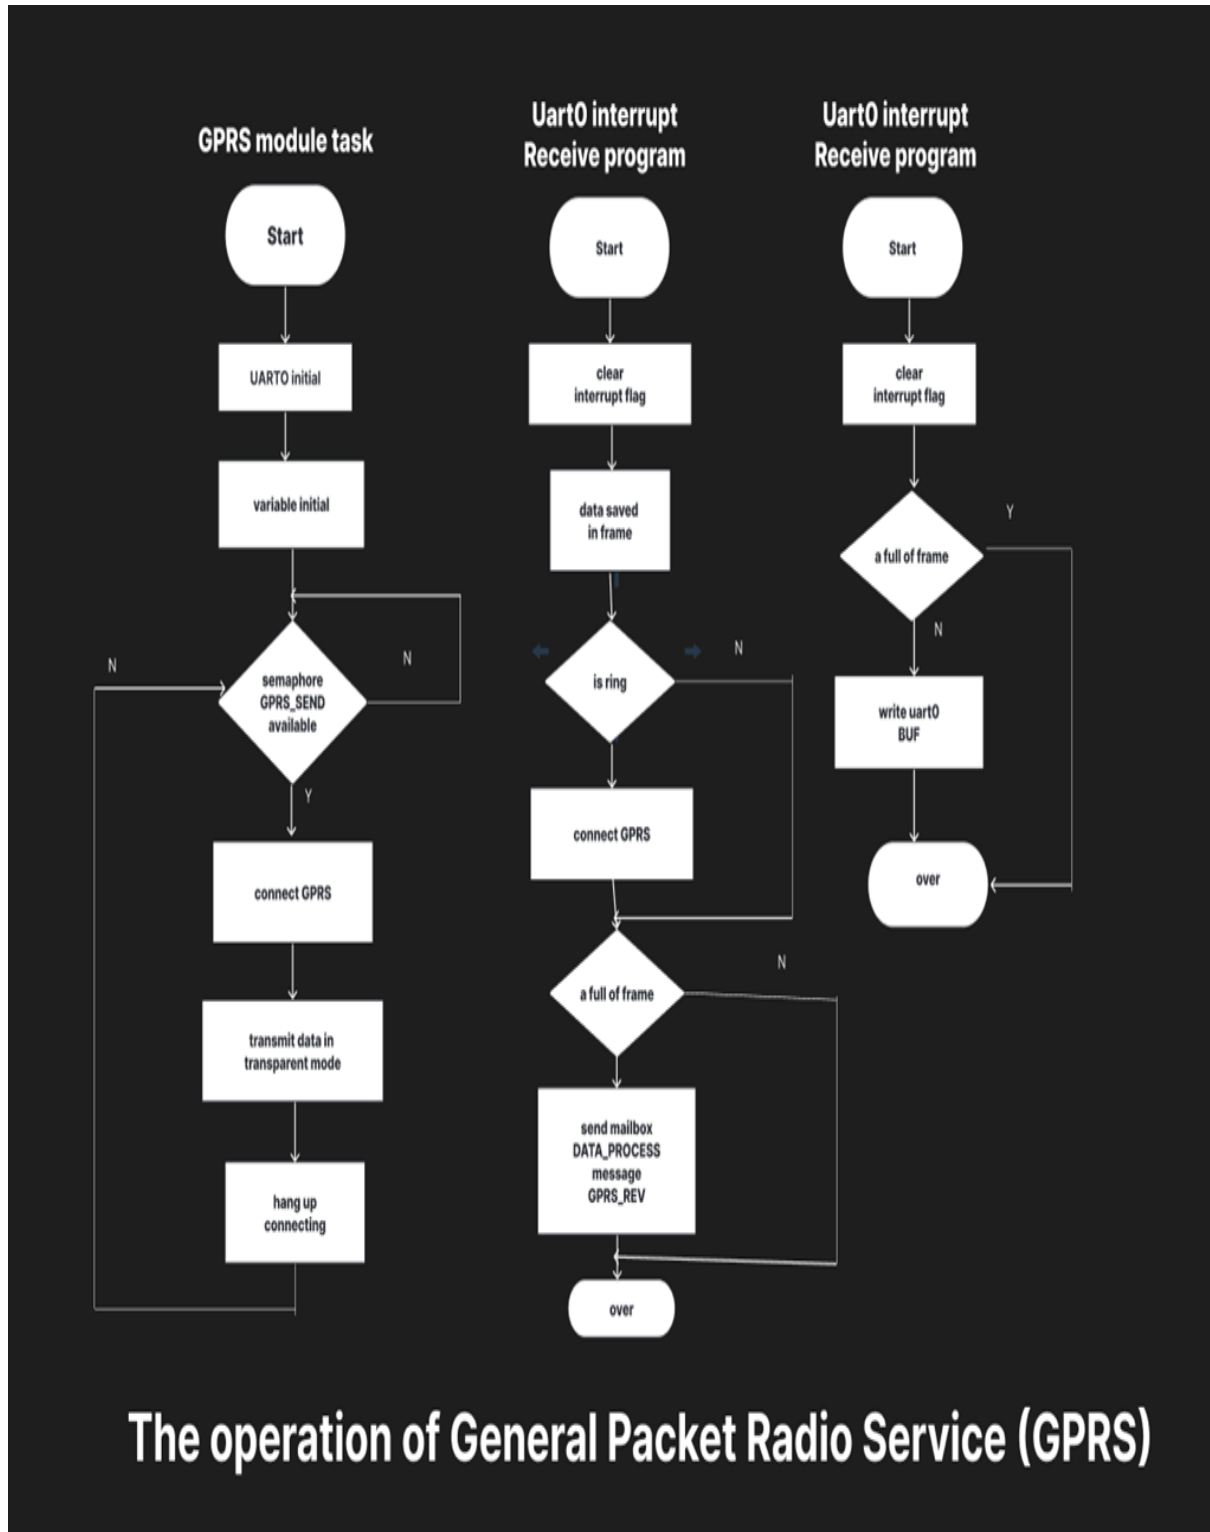 GPRS module task
Start
UARTO initial
variable initial
N
semaphore
GPRS_SEND
available
N
Y
connect GPRS
transmit data in
transparent mode
hang up
connecting
Uart0 interrupt
Receive program
Start
clear
interrupt flag
data saved
in frame
is ring
N
connect GPRS
a full of frame
N
send mailbox
DATA_PROCESS
message
GPRS_REV
over
Uart0 interrupt
Receive program
Start
clear
interrupt flag
a full of frame
Y
N
write uart0
BUF
over
The operation of General Packet Radio Service (GPRS)